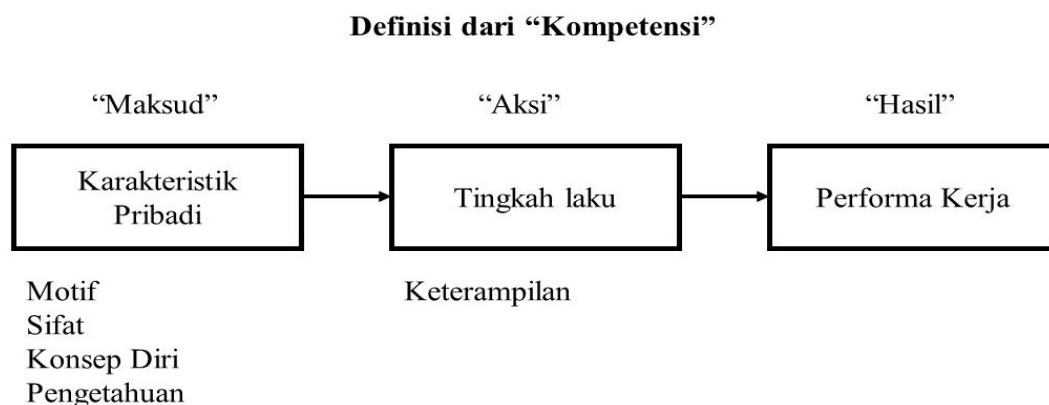 Definisi dari “Kompetensi”
“Maksud”
“Aksi”
“Hasil”
Karakteristik
Pribadi
Tingkah laku
Performa Kerja
Motif
Sifat
Konsep Diri
Pengetahuan
Keterampilan